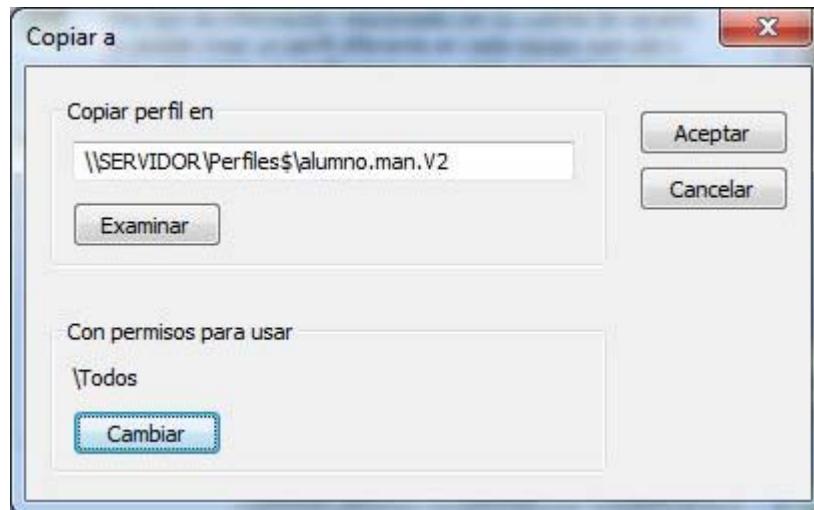 Copiar a
Copiar perfil en
\\SERVIDOR\Perfiles$\alumno.man.V2
Examinar
Aceptar
Cancelar
Con permisos para usar
\Todos
Cambiar